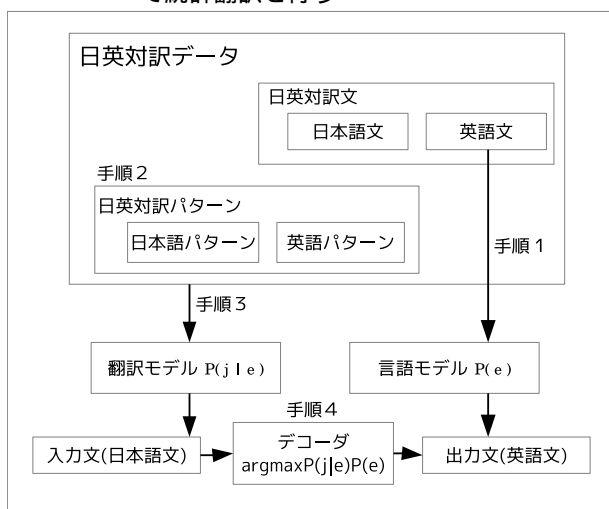 日英対訳データ
日英対訳文
日本語文 英語文
手順２
日英対訳パターン
日本語パターン 英語パターン
手順１
手順３
翻訳モデル P(j|e) 言語モデル P(e)
手順4
入力文(日本語文) デコーダ 出力文(英語文)
argmaxP(j|e)P(e)